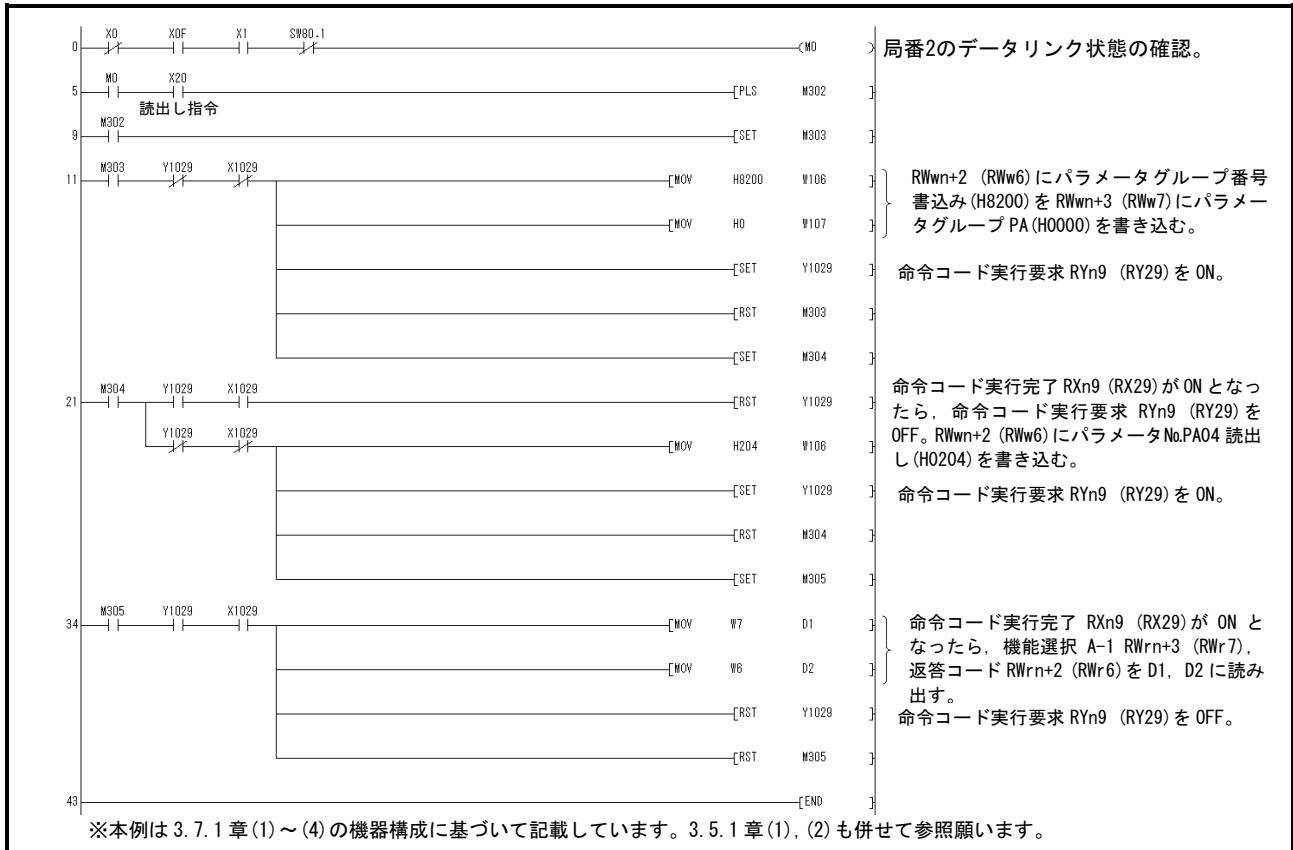 X0 X0F X1 SW80.1
0 (M0 ) 局番2のデータリンク状態の確認。
M0 X20
5 [PLS M302 ]
読出し指令
M302
9 [SET M303 ]
M303 Y1029 X1029
11 [MOV H8200 W106 ]
RWwn+2 (RWw6)にパラメータグループ番号
書込み(H8200)を RWwn+3 (RWw7)にパラメー
タグループ PA(H0000)を書き込む。
[MOV H0 W107 ]
[SET Y1029 ] 命令コード実行要求 RYn9 (RY29)を ON。
[RST M303 ]
[SET M304 ]
M304 Y1029 X1029
21 [RST Y1029 ]
命令コード実行完了 RXn9 (RX29)が ON となっ
たら，命令コード実行要求 RYn9 (RY29)を
OFF。RWwn+2 (RWw6)にパラメータ№PA04 読出
し(H0204)を書き込む。
Y1029 X1029
[MOV H204 W106 ]
[SET Y1029 ] 命令コード実行要求 RYn9 (RY29)を ON。
[RST M304 ]
[SET M305 ]
M305 Y1029 X1029
34 [MOV W7 D1 ]
命令コード実行完了 RXn9 (RX29)が ON と
なったら，機能選択 A-1 RWrn+3 (RWr7)，
返答コード RWrn+2 (RWr6)を D1，D2 に読み
出す。
[MOV W6 D2 ]
[RST Y1029 ] 命令コード実行要求 RYn9 (RY29)を OFF。
[RST M305 ]
43 [END ]
※本例は 3.7.1 章(1)～(4)の機器構成に基づいて記載しています。3.5.1 章(1),(2)も併せて参照願います。